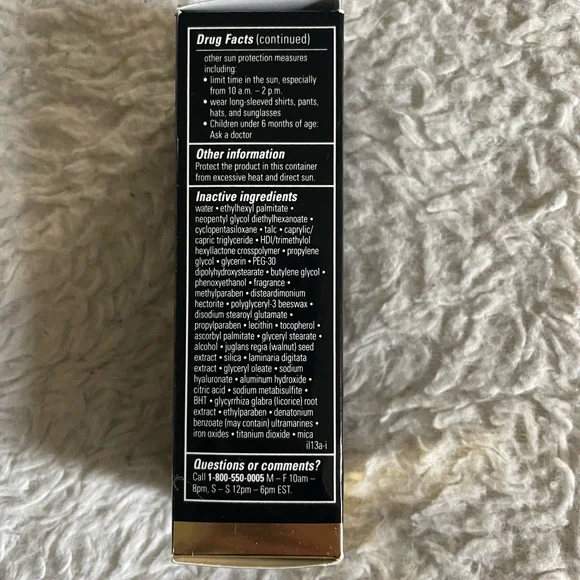 Drug Facts (continued)
other sun protection measures
including:
• limit time in the sun, especially
from 10 a.m. – 2 p.m.
• wear long-sleeved shirts, pants,
hats, and sunglasses
• Children under 6 months of age:
Ask a doctor
Other information
Protect the product in this container
from excessive heat and direct sun.
Inactive ingredients
water • ethylhexyl palmitate •
neopentyl glycol diethylhexanoate •
cyclopentasiloxane • talc • caprylic/
capric triglyceride • HDI/trimethylol
hexyllactone crosspolymer • propylene
glycol • glycerin • PEG-30
dipolyhydroxystearate • butylene glycol •
phenoxyethanol • fragrance •
methylparaben • disteardimonium
hectorite • polyglyceryl-3 beeswax •
disodium stearoyl glutamate •
propylparaben • lecithin • tocopherol •
ascorbyl palmitate • glyceryl stearate •
alcohol • juglans regia (walnut) seed
extract • silica • laminaria digitata
extract • glyceryl oleate • sodium
hyaluronate • aluminum hydroxide •
citric acid • sodium metabisulfite •
BHT • glycyrrhiza glabra (licorice) root
extract • ethylparaben • denatonium
benzoate (may contain) ultramarines •
iron oxides • titanium dioxide • mica
il13a-i
Questions or comments?
Call 1-800-550-0005 M – F 10am –
8pm, S – S 12pm – 6pm EST.